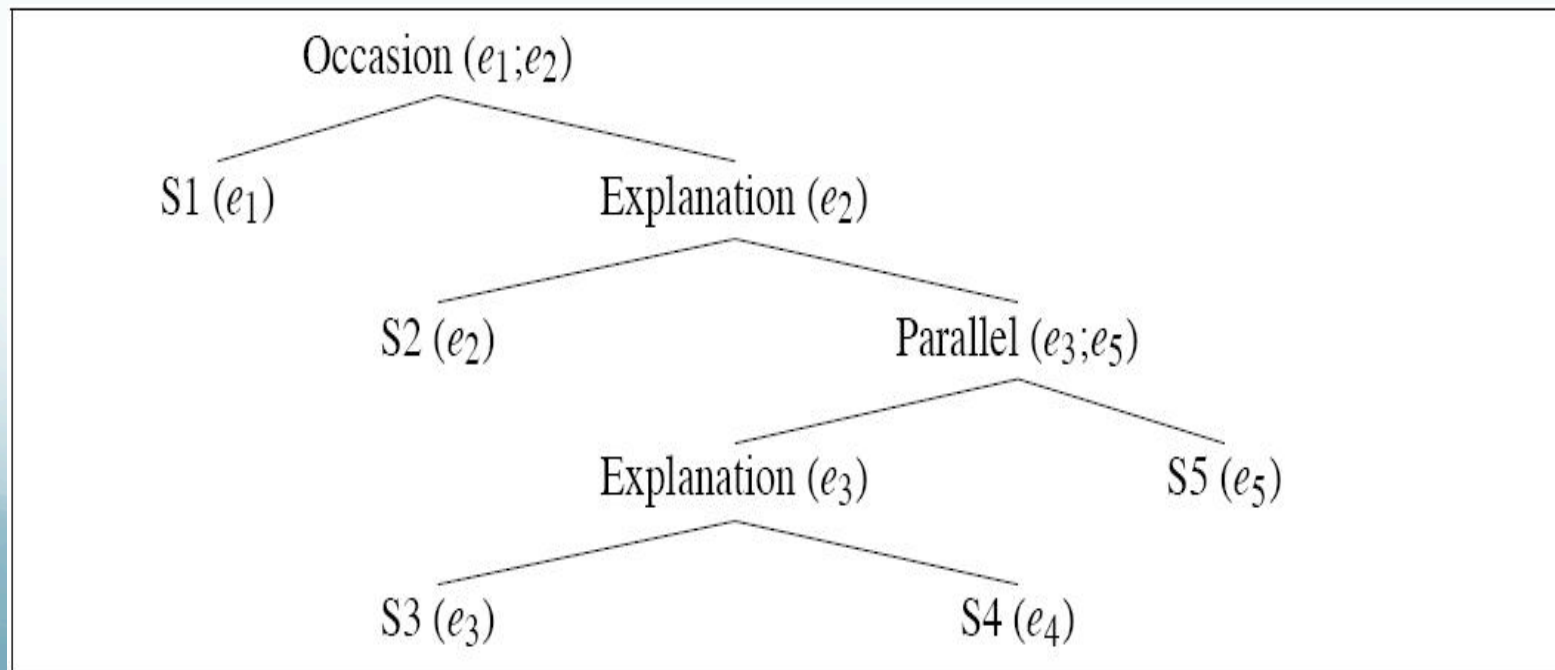 Occasion (e1;e2)
S1 (e1) Explanation (e2)
S2 (e2) Parallel (e3;e5)
Explanation (e3) S5 (e5)
S3 (e3) S4 (e4)